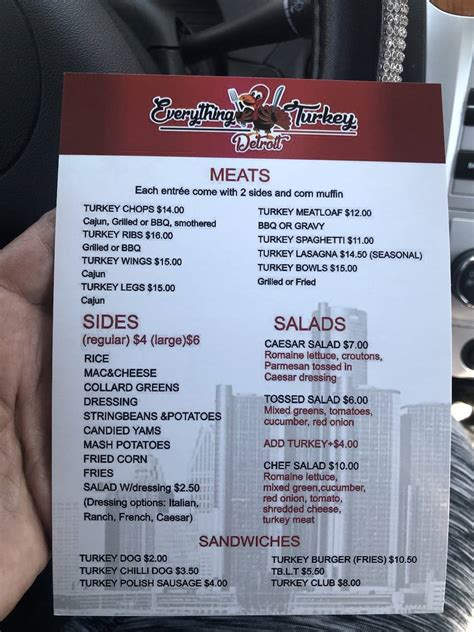 Everything Turkey
Detroit
MEATS
Each entrée come with 2 sides and corn muffin
TURKEY CHOPS $14.00
Cajun, Grilled or BBQ, smothered
TURKEY RIBS $16.00
Grilled or BBQ
TURKEY WINGS $15.00
Cajun
TURKEY LEGS $15.00
Cajun
TURKEY MEATLOAF $12.00
BBQ OR GRAVY
TURKEY SPAGHETTI $11.00
TURKEY LASAGNA $14.50 (SEASONAL)
TURKEY BOWLS $15.00
Grilled or Fried
SIDES
(regular) $4 (large)$6
RICE
MAC&CHEESE
COLLARD GREENS
DRESSING
STRINGBEANS &POTATOES
CANDIED YAMS
MASH POTATOES
FRIED CORN
FRIES
SALAD W/dressing $2.50
(Dressing options: Italian,
Ranch, French, Caesar)
SALADS
CAESAR SALAD $7.00
Romaine lettuce, croutons,
Parmesan tossed in
Caesar dressing
TOSSED SALAD $6.00
Mixed greens, tomatoes,
cucumber, red onion
ADD TURKEY+$4.00
CHEF SALAD $10.00
Romaine lettuce,
mixed green,cucumber,
red onion, tomato,
shredded cheese,
turkey meat
SANDWICHES
TURKEY DOG $2.00
TURKEY CHILLI DOG $3.50
TURKEY POLISH SAUSAGE $4.00
TURKEY BURGER (FRIES) $10.50
T.B.L.T $5.50
TURKEY CLUB $8.00